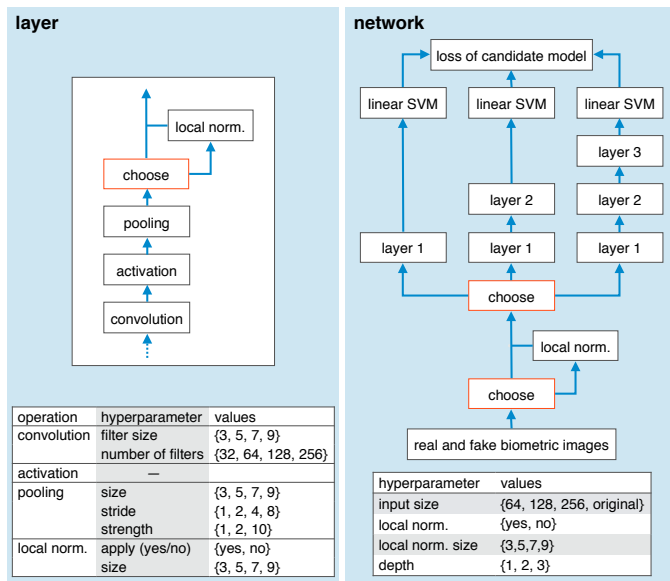 layer
local norm.
choose
pooling
activation
convolution
operation hyperparameter values
convolution filter size {3, 5, 7, 9}
number of filters {32, 64, 128, 256}
activation —
pooling size {3, 5, 7, 9}
stride {1, 2, 4, 8}
strength {1, 2, 10}
local norm. apply (yes/no) {yes, no}
size {3, 5, 7, 9}
network
loss of candidate model
linear SVM linear SVM linear SVM
layer 3
layer 2 layer 2
layer 1 layer 1 layer 1
choose
local norm.
choose
real and fake biometric images
hyperparameter values
input size {64, 128, 256, original}
local norm. {yes, no}
local norm. size {3,5,7,9}
depth {1, 2, 3}